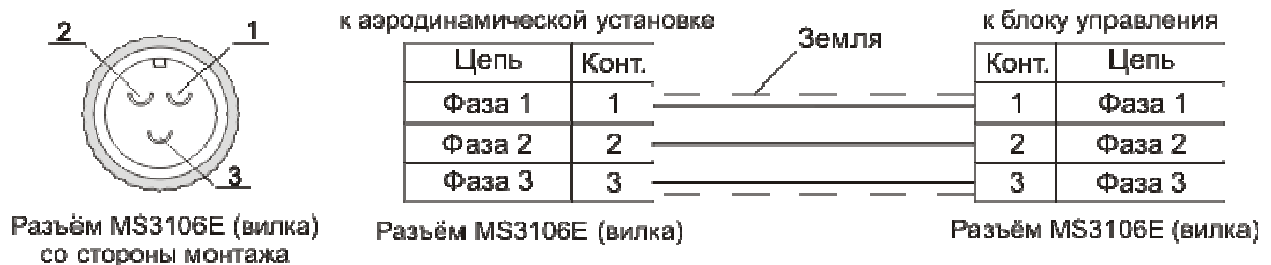 2
1
3
Разъём MS3106E (вилка)
со стороны монтажа
к аэродинамической установке
Земля
к блоку управления
Цепь Конт.
Фаза 1 1
Фаза 2 2
Фаза 3 3
Разъём MS3106E (вилка)
Конт. Цепь
1 Фаза 1
2 Фаза 2
3 Фаза 3
Разъём MS3106E (вилка)